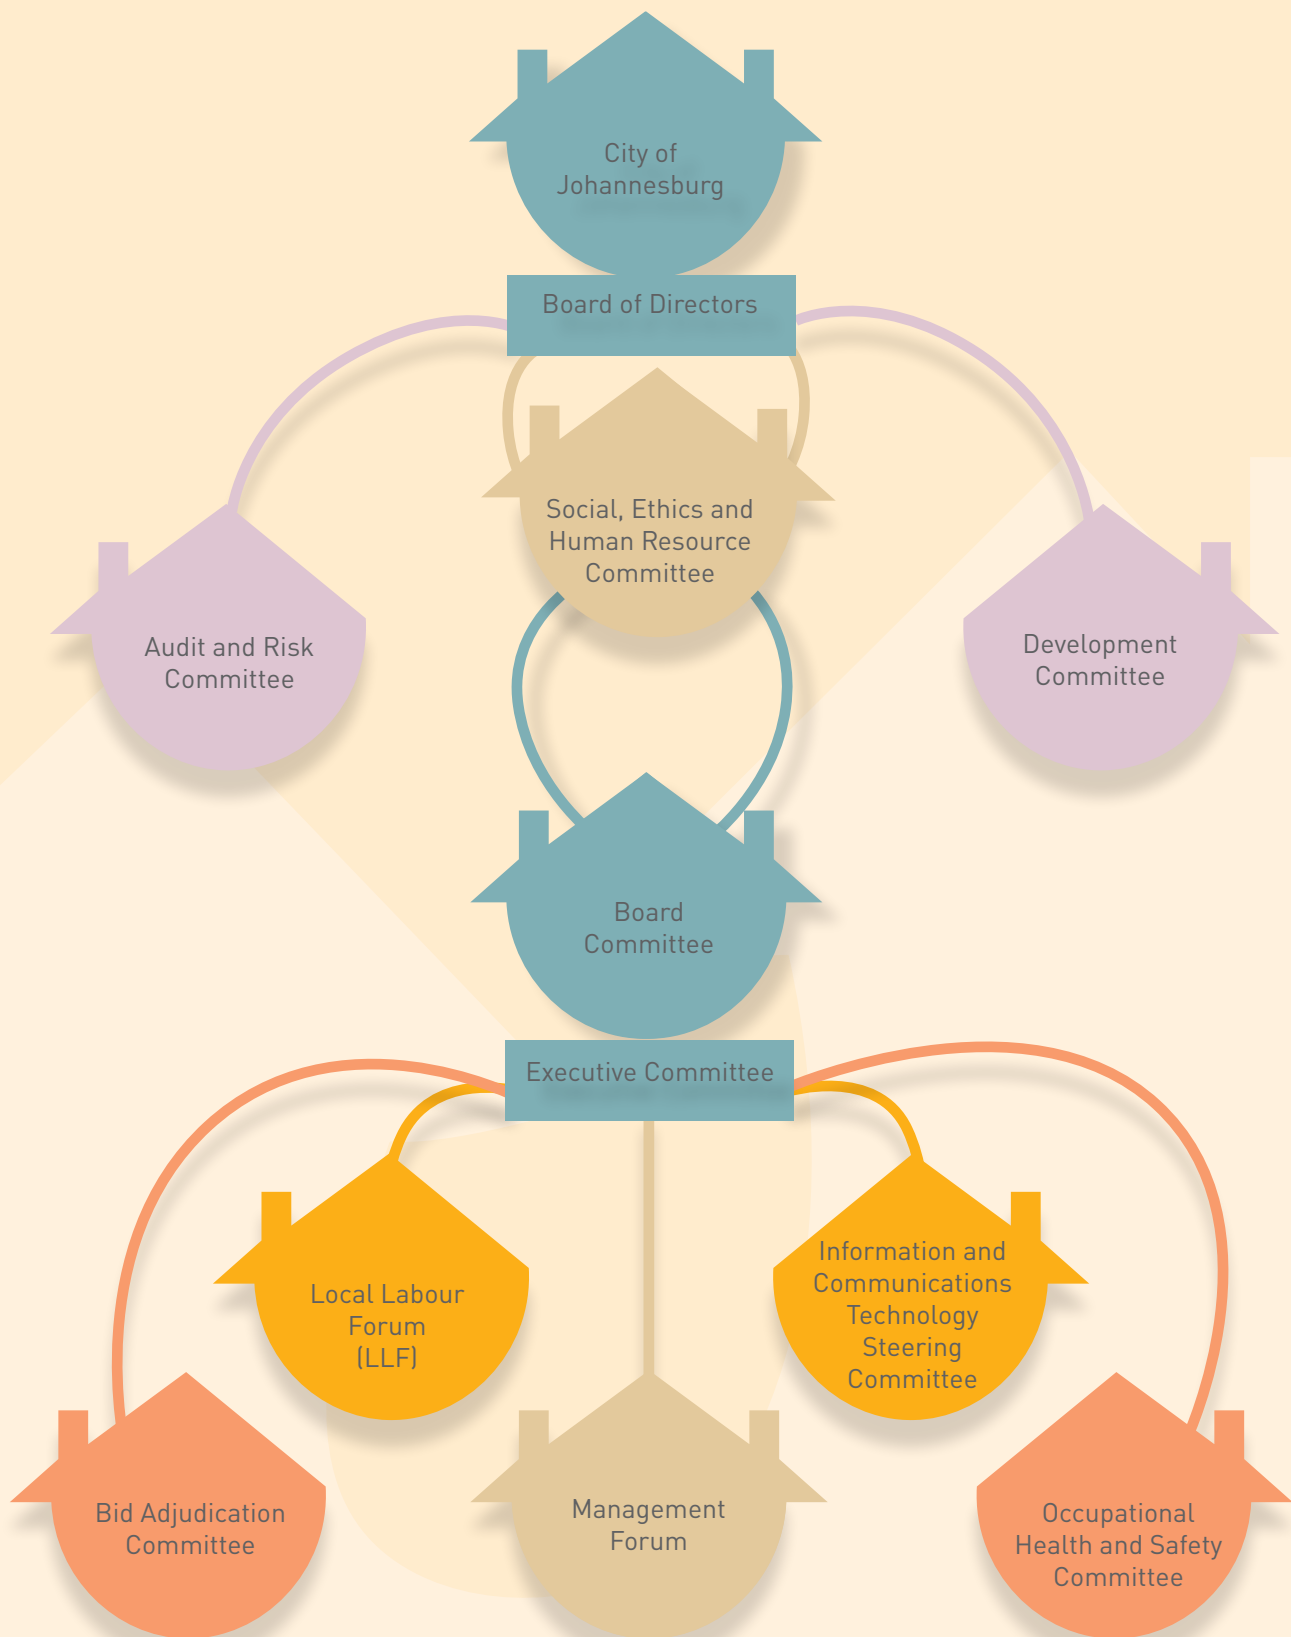 City of
Johannesburg
Board of Directors
Social, Ethics and
Human Resource
Committee
Audit and Risk
Committee
Development
Committee
Board
Committee
Executive Committee
Local Labour
Forum
(LLF)
Information and
Communications
Technology
Steering
Committee
Bid Adjudication
Committee
Management
Forum
Occupational
Health and Safety
Committee